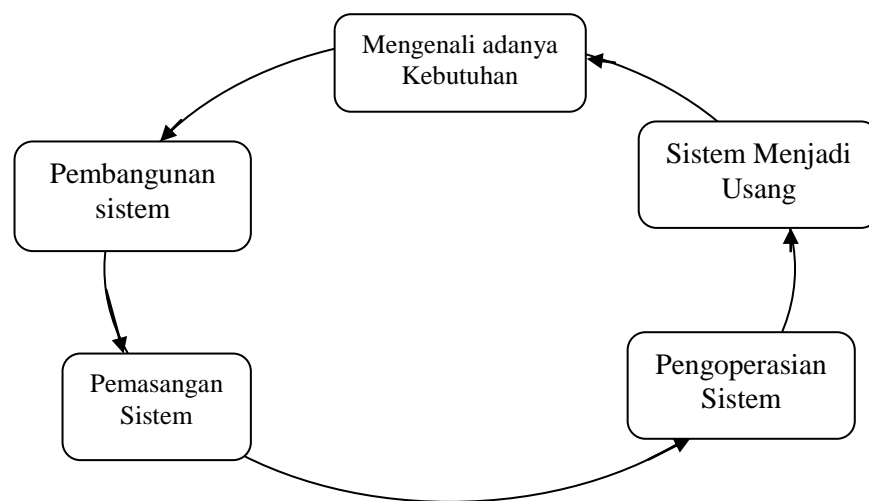 Mengenali adanya
Kebutuhan
Pembangunan
sistem
Pemasangan
Sistem
Pengoperasian
Sistem
Sistem Menjadi
Usang